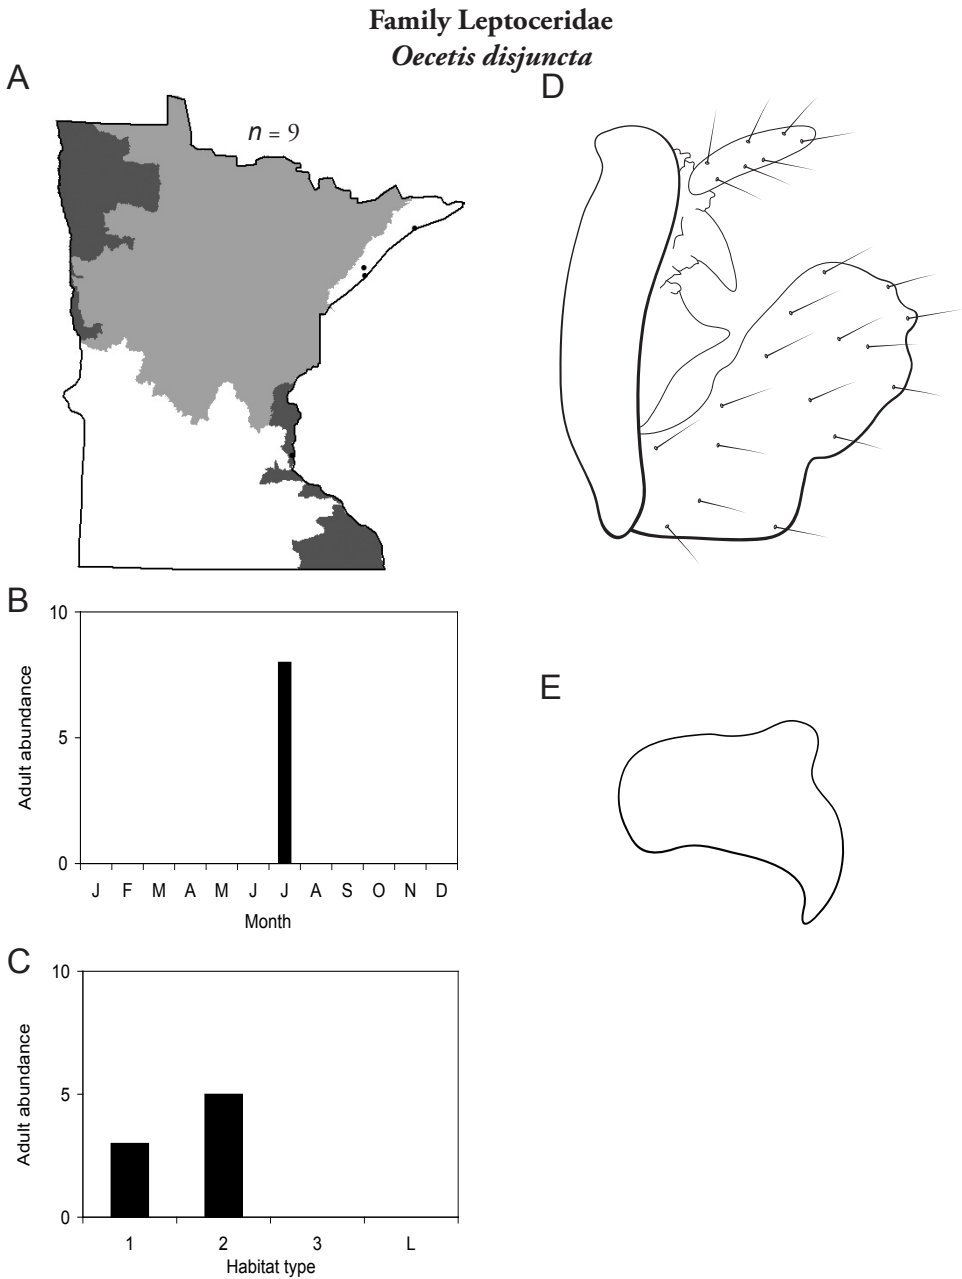 Family Leptoceridae
Oecetis disjuncta
A
n = 9
D
B
10
5
0
Adult abundance
J F M A M J J A S O N D
Month
E
C
10
5
0
Adult abundance
1 2 3 L
Habitat type